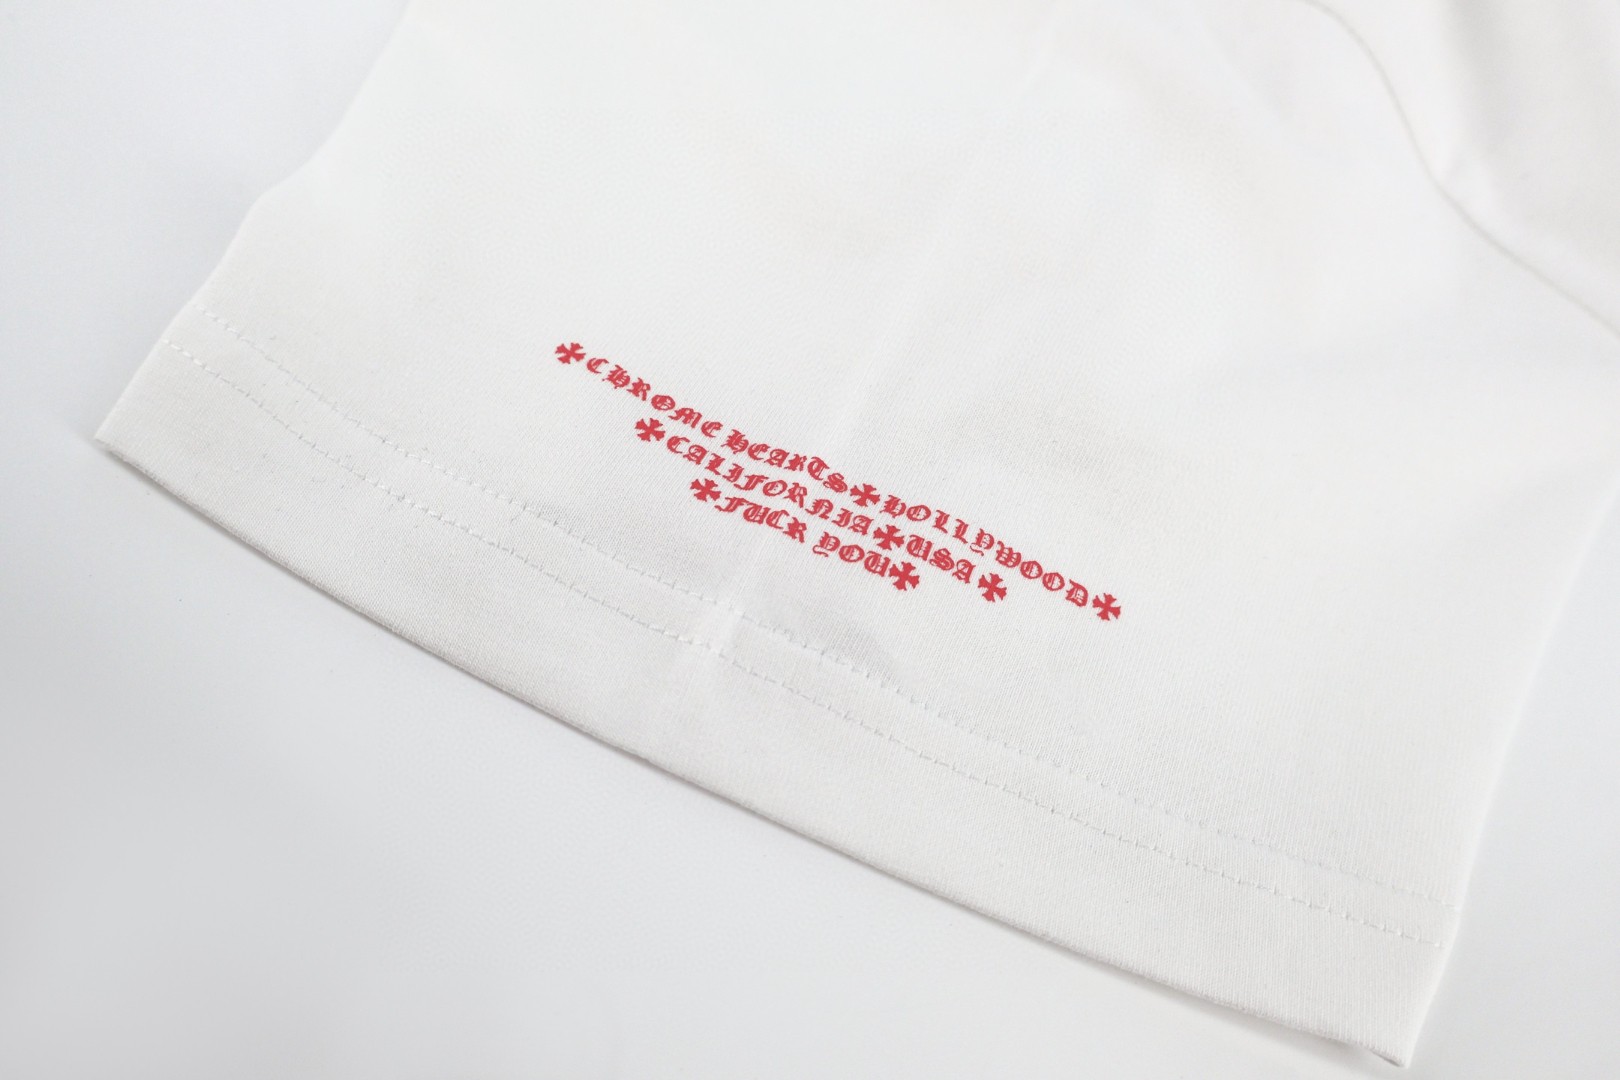 ✠CHROME HEARTS✠HOLLYWOOD✠
✠CALIFORNIA✠USA✠
✠FUCK YOU✠